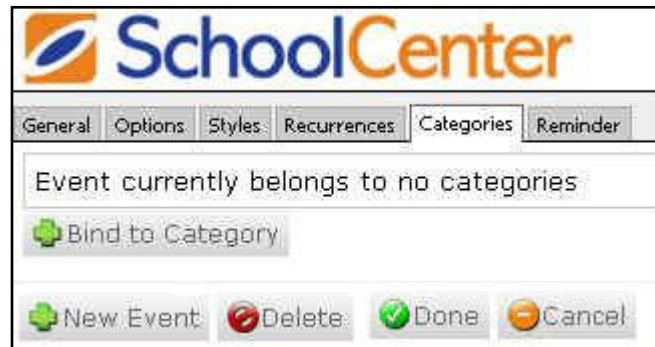 SchoolCenter
General Options Styles Recurrences Categories Reminder
Event currently belongs to no categories
Bind to Category
New Event Delete Done Cancel